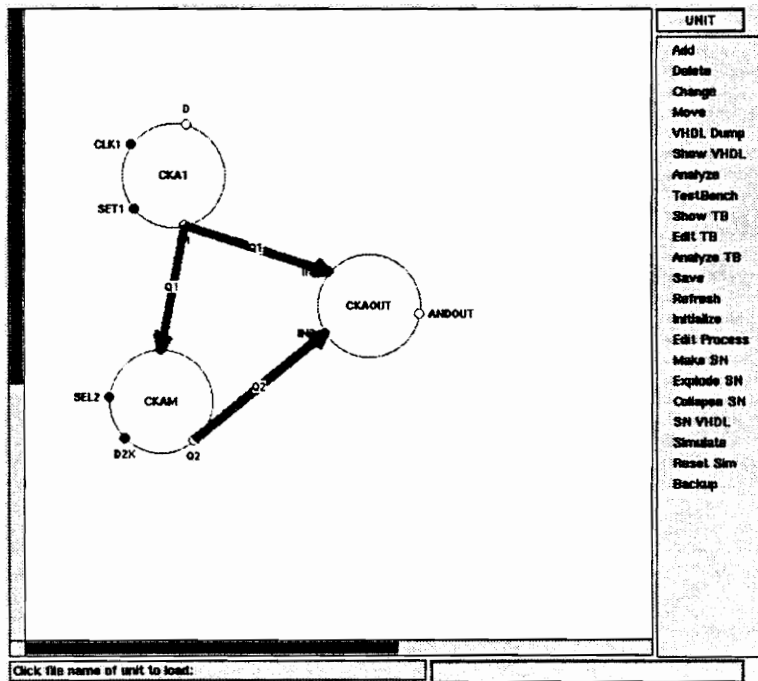 UNIT
Add
Delete
Change
Move
VHDL Dump
Show VHDL
Analyze
TestBench
Show TB
Edit TB
Analyze TB
Save
Refresh
Initialize
Edit Process
Make SN
Explode SN
Collapse SN
SN VHDL
Simulate
Reset Sim
Backup
D
CLK1
CKA1
SET1
Q1
Q1
CKAOUT
ANDOUT
SEL2
CKAM
Q2
D2X
Q2
Click file name of unit to load: